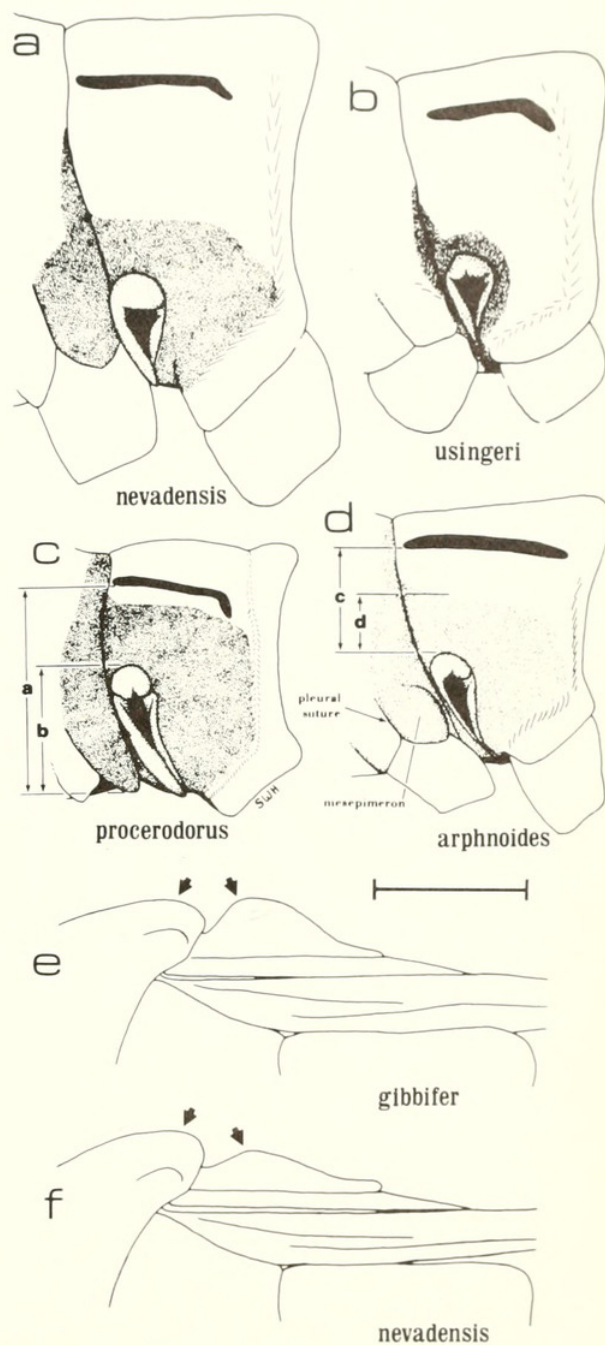 a
b
nevadensis
usingeri
c
d
a
b
c
d
pleural
suture
mesepimeron
SWH
procerodorus
arphnoides
e
gibbifer
f
nevadensis